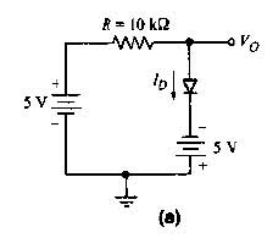 R = 10 kΩ
V_O
I_D
+
5 V
-
-
5 V
+
(a)